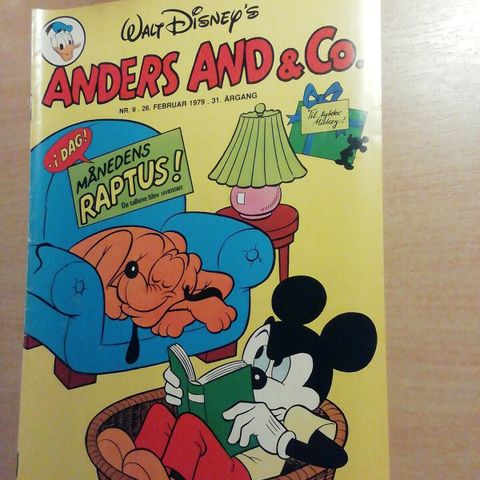 WALT DISNEY'S
ANDERS AND & Co.
NR. 9 . 26. FEBRUAR 1979 . 31. ÅRGANG
-i DAG!
MÅNEDENS
RAPTUS!
Da tallene blev uvenner
Til